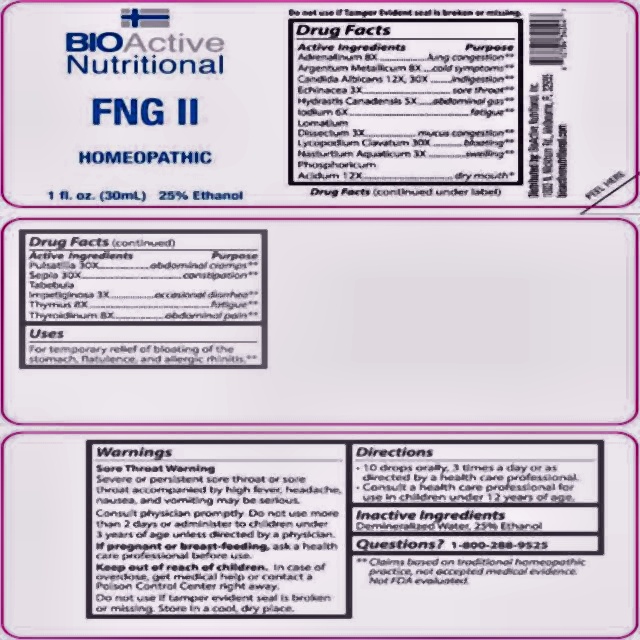 BIOActive
Nutritional
FNG II
HOMEOPATHIC
1 fl. oz. (30mL) 25% Ethanol
Do not use if Tamper Evident seal is broken or missing.
Drug Facts
Active Ingredients Purpose
Adrenalinum 8X lung congestion**
Argentum Metallicum 8X cold symptoms**
Candida Albicans 12X, 30X indigestion**
Echinacea 3X sore throat**
Hydrastis Canadensis 5X abdominal gas**
Iodium 6X fatigue**
Lomatium
Dissectum 3X mucus congestion**
Lycopodium Clavatum 30X bloating**
Nasturtium Aquaticum 3X swelling**
Phosphoricum
Acidum 12X dry mouth*
Drug Facts (continued under label)
Distributed by: BioActive Nutritional, Inc.
Melbourne, FL 32935
bioactivenutritional.com
PEEL HERE
Drug Facts (continued)
Active Ingredients Purpose
Pulsatilla 30X abdominal cramps**
Sepia 30X constipation**
Tabebuia
Impetiginosa 3X occasional diarrhea**
Thymus 8X fatigue**
Thyroidinum 8X abdominal pain**
Uses
For temporary relief of bloating of the
stomach, flatulence, and allergic rhinitis.**
Warnings
Sore Throat Warning
Severe or persistent sore throat or sore
throat accompanied by high fever, headache,
nausea, and vomiting may be serious.
Consult physician promptly. Do not use more
than 2 days or administer to children under
3 years of age unless directed by a physician.
If pregnant or breast-feeding, ask a health
care professional before use.
Keep out of reach of children. In case of
overdose, get medical help or contact a
Poison Control Center right away.
Do not use if tamper evident seal is broken
or missing. Store in a cool, dry place.
Directions
• 10 drops orally, 3 times a day or as
directed by a health care professional.
• Consult a health care professional for
use in children under 12 years of age.
Inactive Ingredients
Demineralized Water, 25% Ethanol
Questions? 1-800-288-9525
** Claims based on traditional homeopathic
practice, not accepted medical evidence.
Not FDA evaluated.